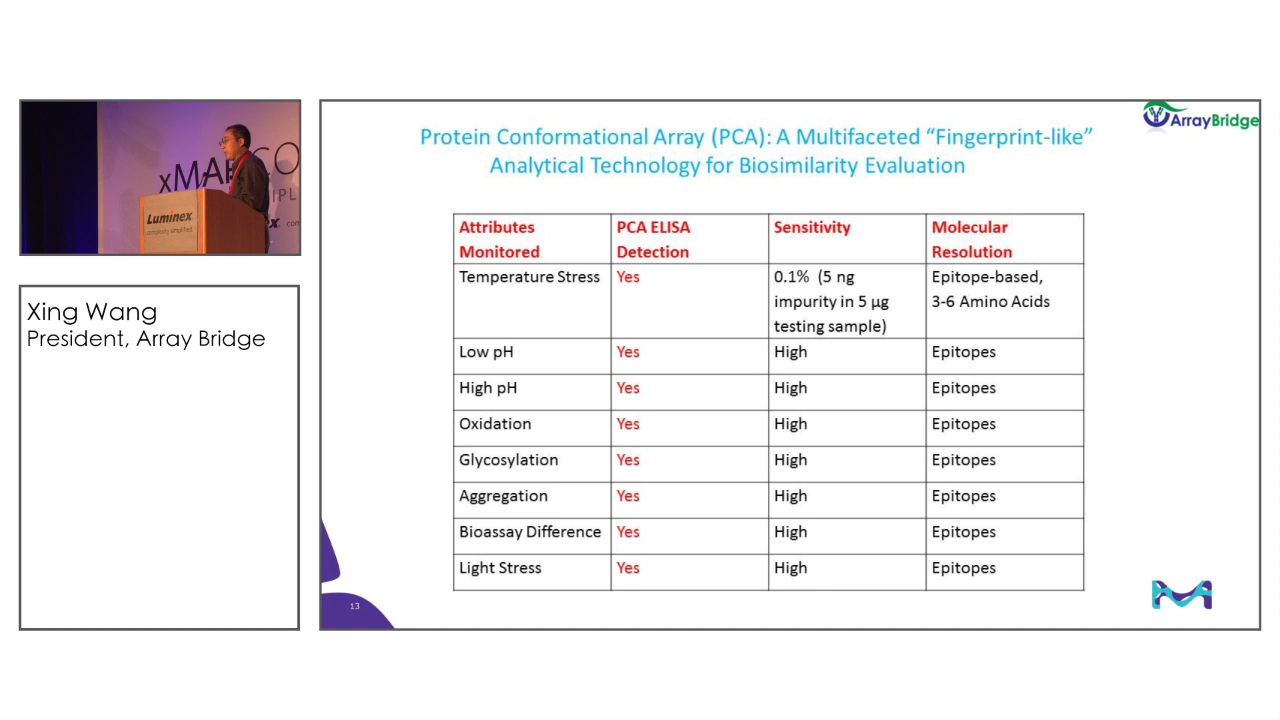 xMAP CO
IPL
Luminex
complexity simplified.
x. con
Xing Wang
President, Array Bridge
ArrayBridge
Protein Conformational Array (PCA): A Multifaceted “Fingerprint-like”
Analytical Technology for Biosimilarity Evaluation
Attributes Monitored PCA ELISA Detection Sensitivity Molecular Resolution
Temperature Stress Yes 0.1% (5 ng impurity in 5 µg testing sample) Epitope-based, 3-6 Amino Acids
Low pH Yes High Epitopes
High pH Yes High Epitopes
Oxidation Yes High Epitopes
Glycosylation Yes High Epitopes
Aggregation Yes High Epitopes
Bioassay Difference Yes High Epitopes
Light Stress Yes High Epitopes
13